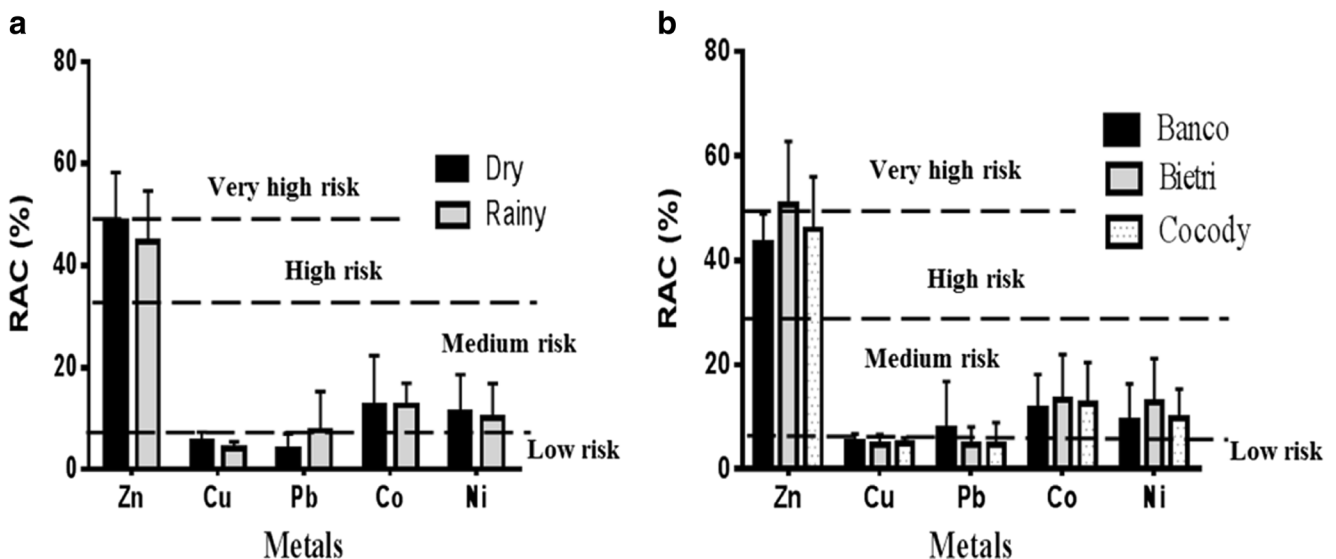 a
80
60
40
20
0
RAC (%)
Very high risk
High risk
Medium risk
Low risk
Dry
Rainy
Zn Cu Pb Co Ni
Metals
b
80
60
40
20
0
RAC (%)
Very high risk
High risk
Medium risk
Low risk
Banco
Bietri
Cocody
Zn Cu Pb Co Ni
Metals